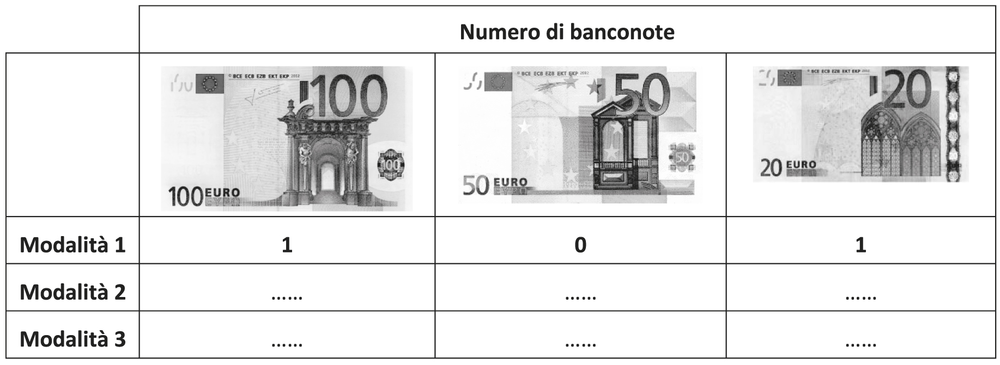 Numero di banconote
© BCE ECB EZB EKT EKP 2002
100
100
100 EURO
ΕΥΡΩ
© BCE ECB EZB EKT EKP 2002
50
50
50 EURO
ΕΥΡΩ
© BCE ECB EZB EKT EKP 2002
20
20 EURO
Modalità 1 1 0 1
Modalità 2 ...... ...... ......
Modalità 3 ...... ...... ......